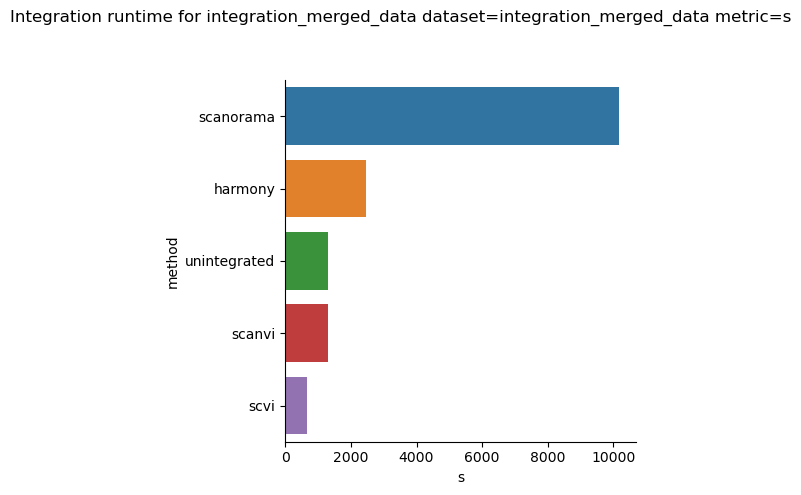 Integration runtime for integration_merged_data dataset=integration_merged_data metric=s
scanorama
harmony
unintegrated
scanvi
scvi
method
0 2000 4000 6000 8000 10000
s